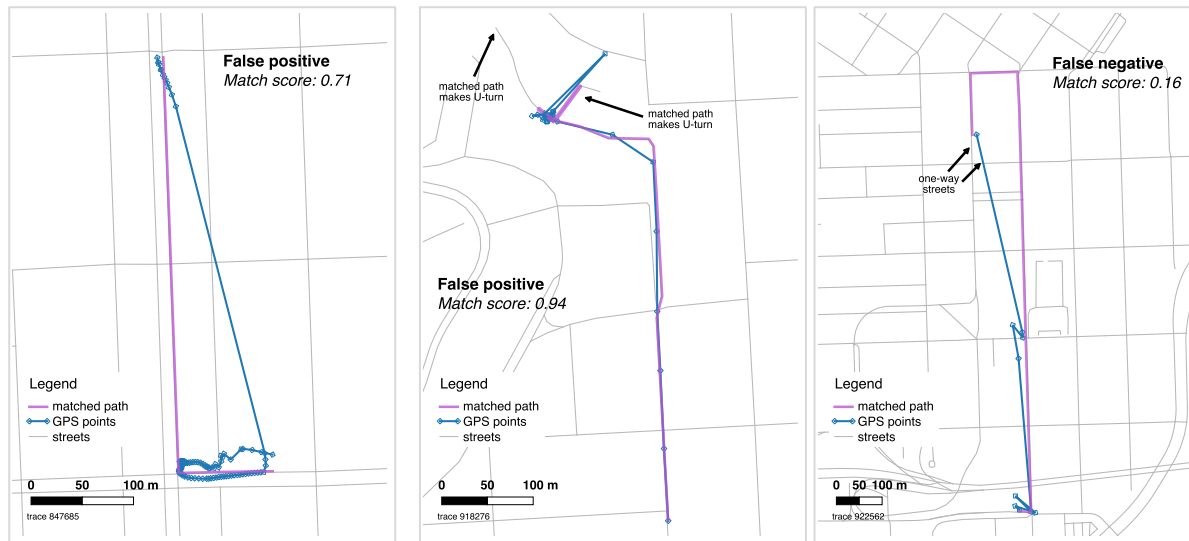 False positive
Match score: 0.71
Legend
matched path
GPS points
streets
0 50 100 m
trace 847685
matched path
makes U-turn
matched path
makes U-turn
False positive
Match score: 0.94
Legend
matched path
GPS points
streets
0 50 100 m
trace 918276
False negative
Match score: 0.16
one-way
streets
Legend
matched path
GPS points
streets
0 50 100 m
trace 922562